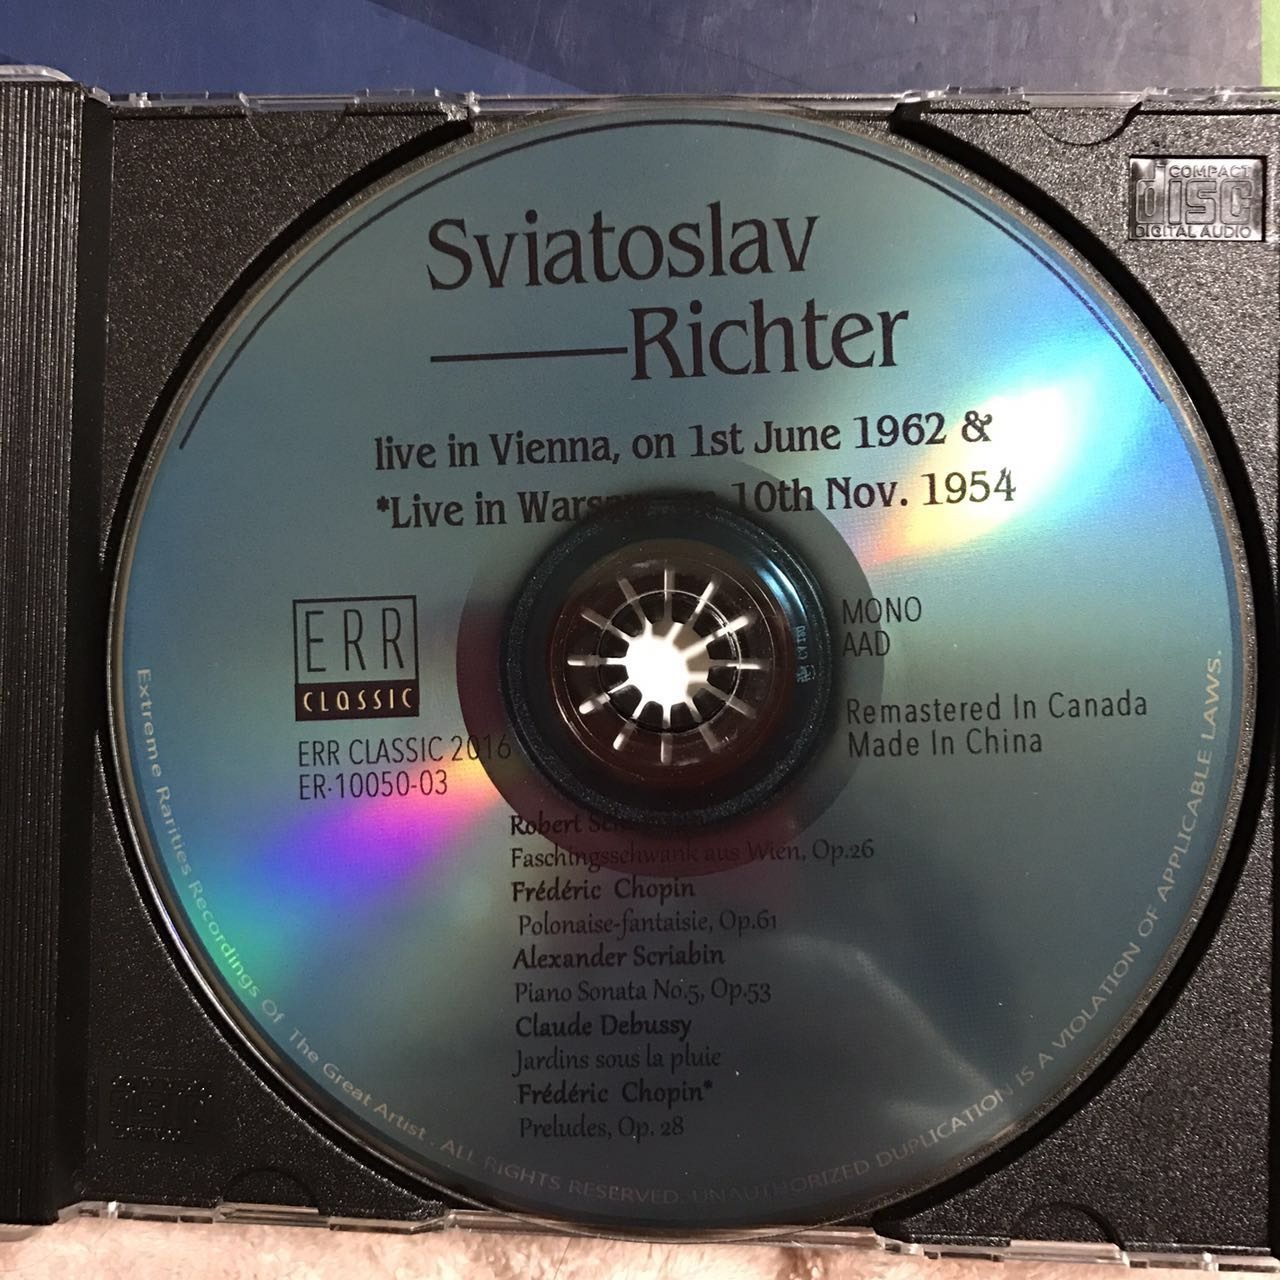 Sviatoslav
Richter
live in Vienna, on 1st June 1962 &
*Live in 10th Nov. 1954
COMPACT
disc
DIGITAL AUDIO
ERR
CLASSIC
ERR CLASSIC 2016
ER·10050-03
MONO
AAD
Remastered In Canada
Made In China
Robert
Faschingsschwank aus Wien, Op.26
Frédéric Chopin
Polonaise-fantaisie, Op.61
Alexander Scriabin
Piano Sonata No.5, Op.53
Claude Debussy
Jardins sous la pluie
Frédéric Chopin*
Preludes, Op. 28
Extreme Rarities Recordings Of The Great Artist . ALL RIGHTS RESERVED. UNAUTHORIZED DUPLICATION IS A VIOLATION OF APPLICABLE LAWS.